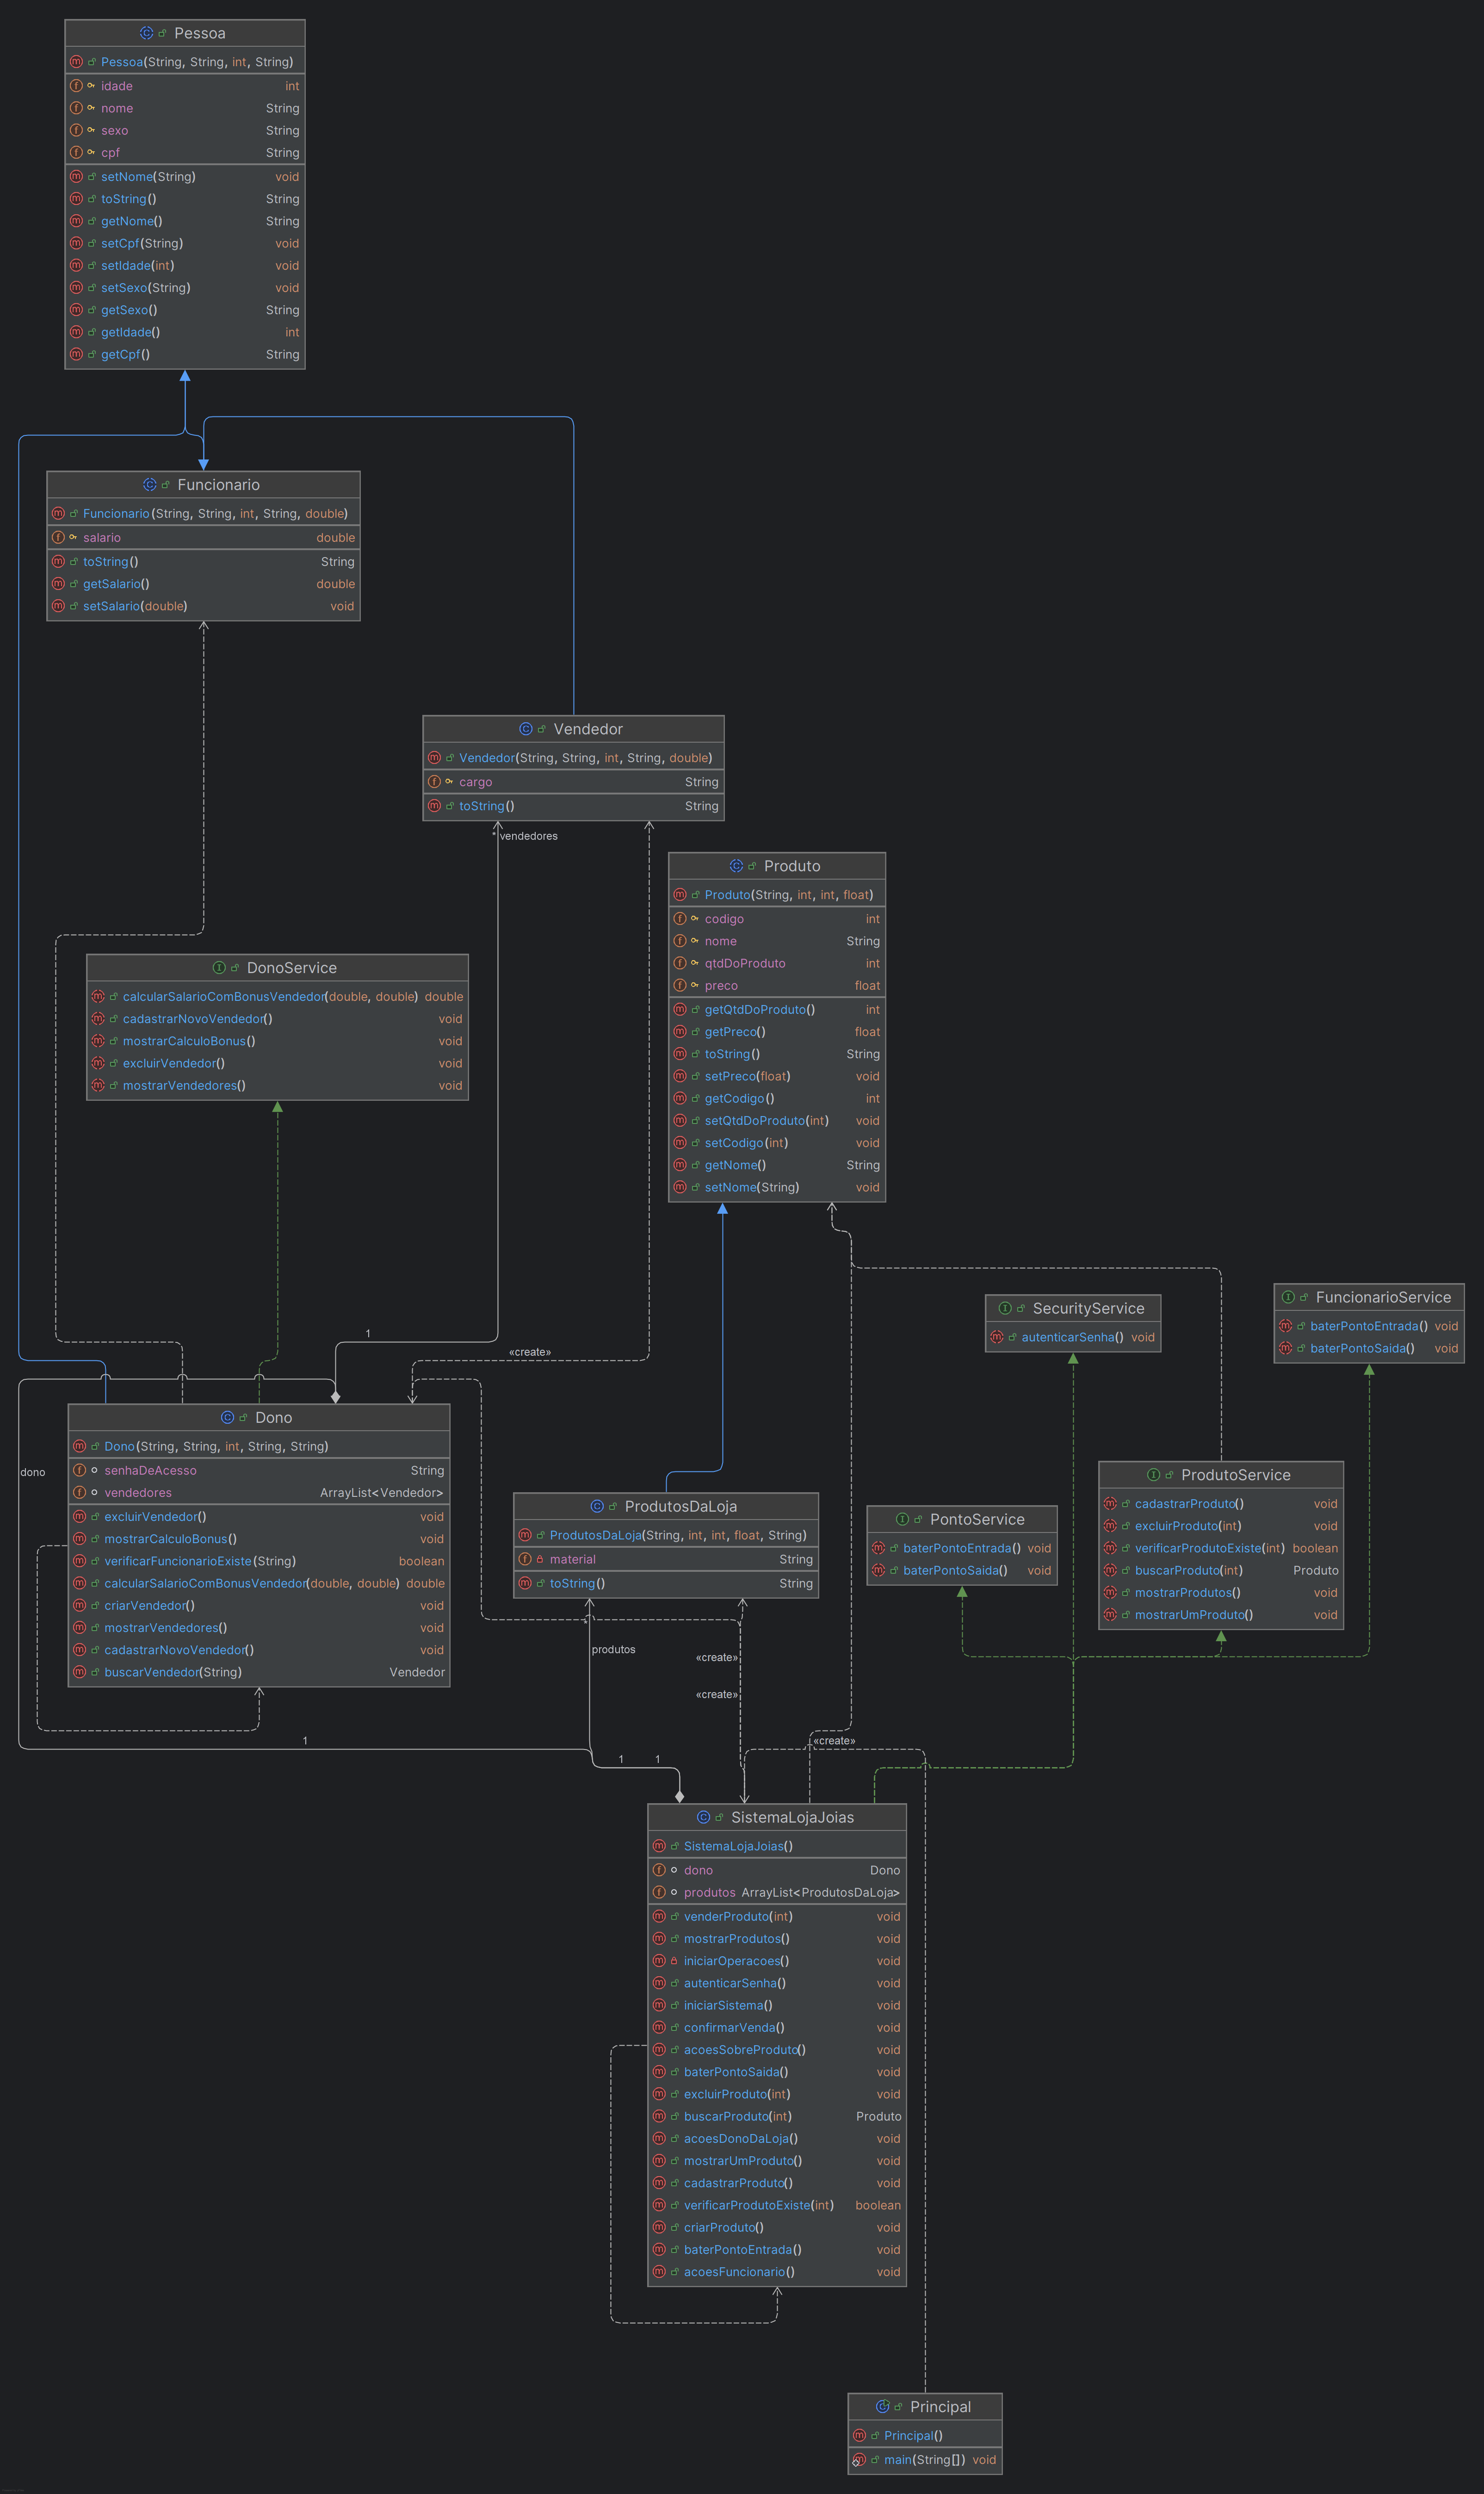 Pessoa
Pessoa(String, String, int, String)
idade int
nome String
sexo String
cpf String
setNome(String) void
toString() String
getNome() String
setCpf(String) void
setIdade(int) void
setSexo(String) void
getSexo() String
getIdade() int
getCpf() String
Funcionario
Funcionario(String, String, int, String, double)
salario double
toString() String
getSalario() double
setSalario(double) void
Vendedor
Vendedor(String, String, int, String, double)
cargo String
toString() String
* vendedores
Produto
Produto(String, int, int, float)
codigo int
nome String
qtdDoProduto int
preco float
getQtdDoProduto() int
getPreco() float
toString() String
setPreco(float) void
getCodigo() int
setQtdDoProduto(int) void
setCodigo(int) void
getNome() String
setNome(String) void
DonoService
calcularSalarioComBonusVendedor(double, double) double
cadastrarNovoVendedor() void
mostrarCalculoBonus() void
excluirVendedor() void
mostrarVendedores() void
SecurityService
autenticarSenha() void
FuncionarioService
baterPontoEntrada() void
baterPontoSaida() void
1
«create»
Dono
Dono(String, String, int, String, String)
senhaDeAcesso String
vendedores ArrayList<Vendedor>
excluirVendedor() void
mostrarCalculoBonus() void
verificarFuncionarioExiste(String) boolean
calcularSalarioComBonusVendedor(double, double) double
criarVendedor() void
mostrarVendedores() void
cadastrarNovoVendedor() void
buscarVendedor(String) Vendedor
dono
ProdutosDaLoja
ProdutosDaLoja(String, int, int, float, String)
material String
toString() String
PontoService
baterPontoEntrada() void
baterPontoSaida() void
ProdutoService
cadastrarProduto() void
excluirProduto(int) void
verificarProdutoExiste(int) boolean
buscarProduto(int) Produto
mostrarProdutos() void
mostrarUmProduto() void
*
produtos
«create»
«create»
1
«create»
1 1
SistemaLojaJoias
SistemaLojaJoias()
dono Dono
produtos ArrayList<ProdutosDaLoja>
venderProduto(int) void
mostrarProdutos() void
iniciarOperacoes() void
autenticarSenha() void
iniciarSistema() void
confirmarVenda() void
acoesSobreProduto() void
baterPontoSaida() void
excluirProduto(int) void
buscarProduto(int) Produto
acoesDonoDaLoja() void
mostrarUmProduto() void
cadastrarProduto() void
verificarProdutoExiste(int) boolean
criarProduto() void
baterPontoEntrada() void
acoesFuncionario() void
Principal
Principal()
main(String[]) void